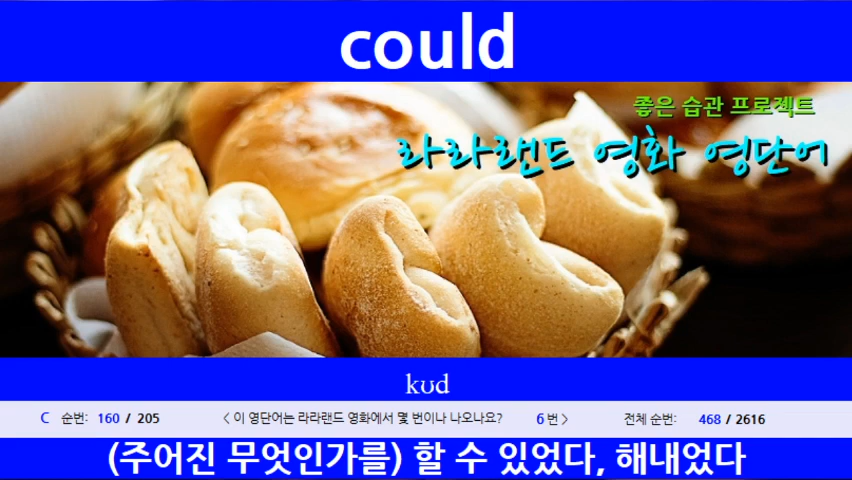 could
좋은 습관 프로젝트
라라랜드 영화 영단어
kʊd
C 순번: 160 / 205 < 이 영단어는 라라랜드 영화에서 몇 번이나 나오나요? 6 번 > 전체 순번: 468 / 2616
(주어진 무엇인가를) 할 수 있었다, 해내었다